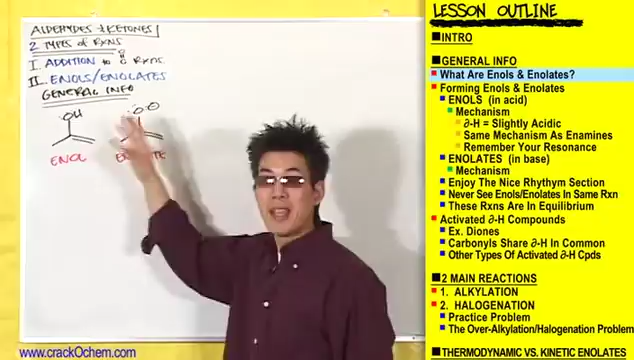 ALDEHYDES + KETONES
2 TYPES OF RXNS
I ADDITION TO C=O RXNS
II ENOLS/ENOLATES
GENERAL INFO
:OH
:O:⊖
ENOL
www.crackOchem.com
LESSON OUTLINE
INTRO
GENERAL INFO
What Are Enols & Enolates?
Forming Enols & Enolates
ENOLS (in acid)
Mechanism
∂-H = Slightly Acidic
Same Mechanism As Enamines
Remember Your Resonance
ENOLATES (in base)
Mechanism
Enjoy The Nice Rhythym Section
Never See Enols/Enolates In Same Rxn
These Rxns Are In Equilibrium
Activated ∂-H Compounds
Ex. Diones
Carbonyls Share ∂-H In Common
Other Types Of Activated ∂-H Cpds
2 MAIN REACTIONS
1. ALKYLATION
2. HALOGENATION
Practice Problem
The Over-Alkylation/Halogenation Problem
THERMODYNAMIC VS. KINETIC ENOLATES